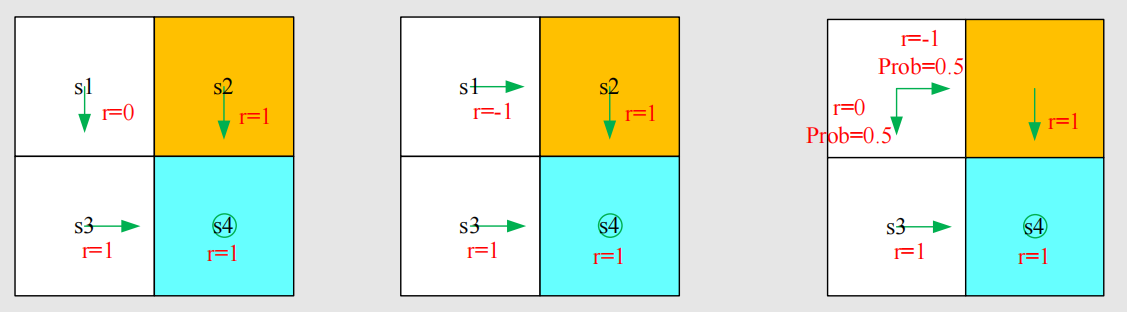 s1
s2
r=0
r=1
s3
s4
r=1
r=1
s1
s2
r=-1
r=1
s3
s4
r=1
r=1
r=-1
Prob=0.5
r=0
Prob=0.5
r=1
s3
s4
r=1
r=1